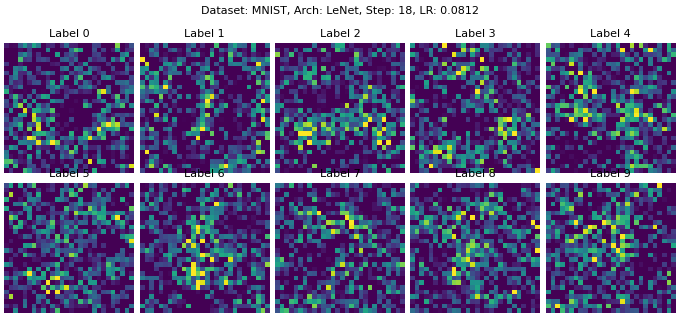 Dataset: MNIST, Arch: LeNet, Step: 18, LR: 0.0812
Label 0 Label 1 Label 2 Label 3 Label 4
Label 5 Label 6 Label 7 Label 8 Label 9